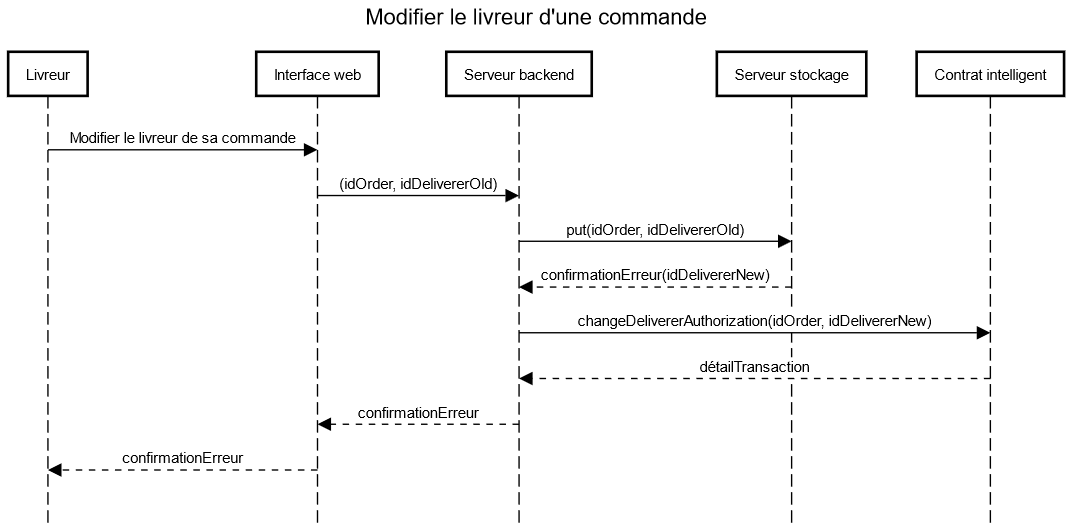 Modifier le livreur d'une commande
Livreur
Interface web
Serveur backend
Serveur stockage
Contrat intelligent
Modifier le livreur de sa commande
(idOrder, idDelivererOld)
put(idOrder, idDelivererOld)
confirmationErreur(idDelivererNew)
changeDelivererAuthorization(idOrder, idDelivererNew)
détailTransaction
confirmationErreur
confirmationErreur